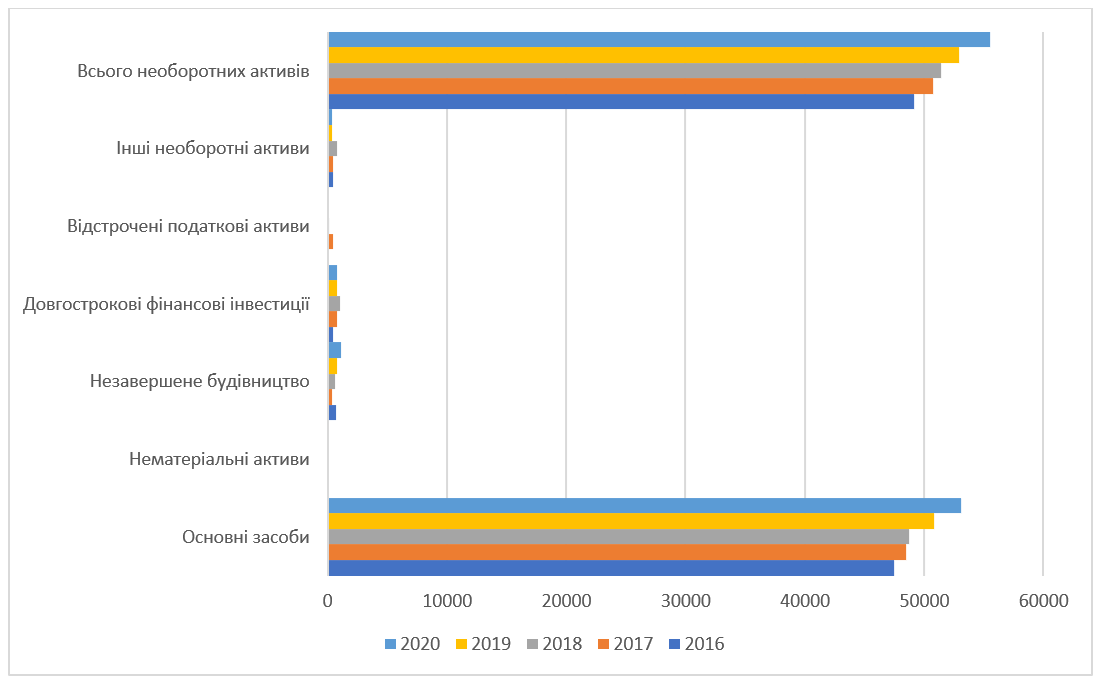 Всього необоротних активів
Інші необоротні активи
Відстрочені податкові активи
Довгострокові фінансові інвестиції
Незавершене будівництво
Нематеріальні активи
Основні засоби
0 10000 20000 30000 40000 50000 60000
2020 2019 2018 2017 2016